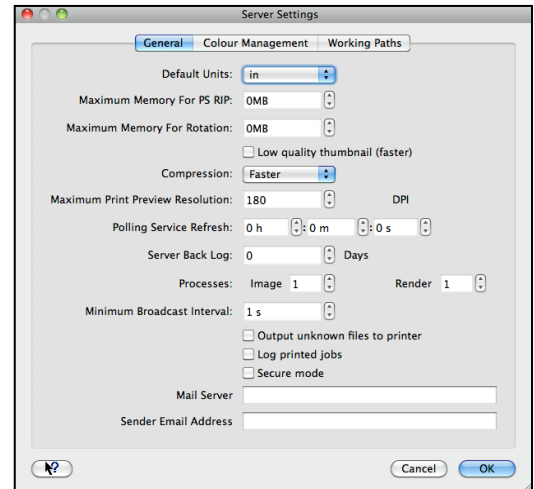 Server Settings
General Colour Management Working Paths
Default Units: in
Maximum Memory For PS RIP: 0MB
Maximum Memory For Rotation: 0MB
Low quality thumbnail (faster)
Compression: Faster
Maximum Print Preview Resolution: 180 DPI
Polling Service Refresh: 0 h : 0 m : 0 s
Server Back Log: 0 Days
Processes: Image 1 Render 1
Minimum Broadcast Interval: 1 s
Output unknown files to printer
Log printed jobs
Secure mode
Mail Server
Sender Email Address
? Cancel OK